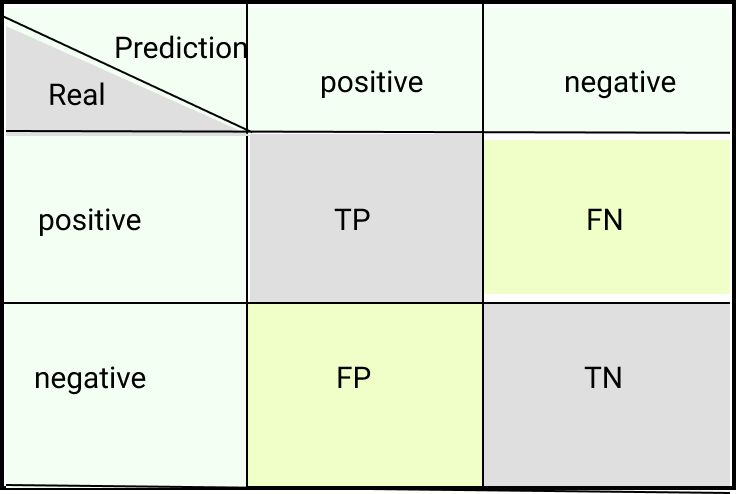 Prediction
Real
positive negative
positive TP FN
negative FP TN